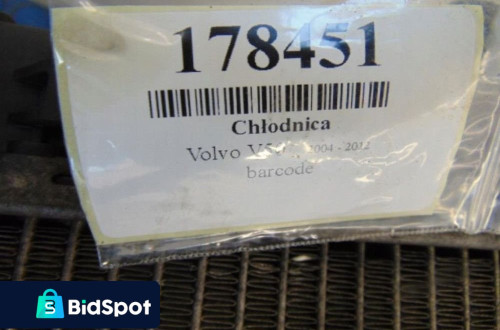 178451
Chłodnica
Volvo 2004 - 2012
barcode
BidSpot